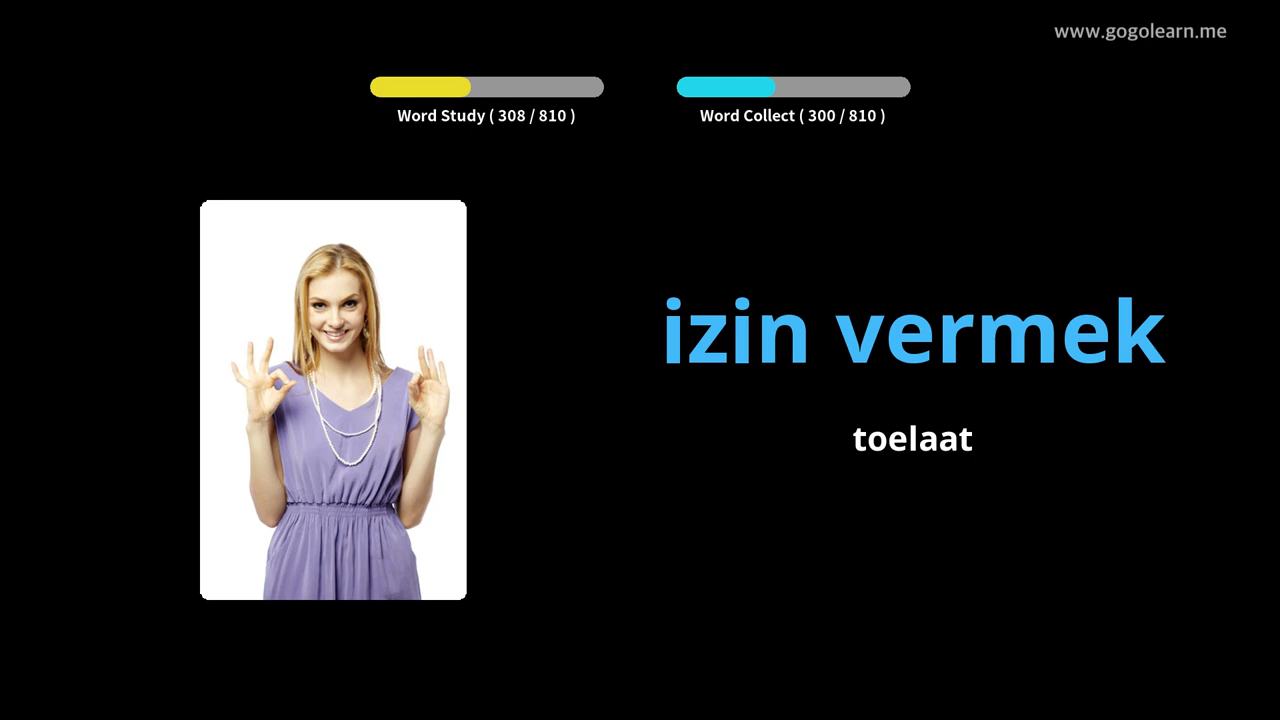 www.gogolearn.me
Word Study ( 308 / 810 )
Word Collect ( 300 / 810 )
izin vermek
toelaat